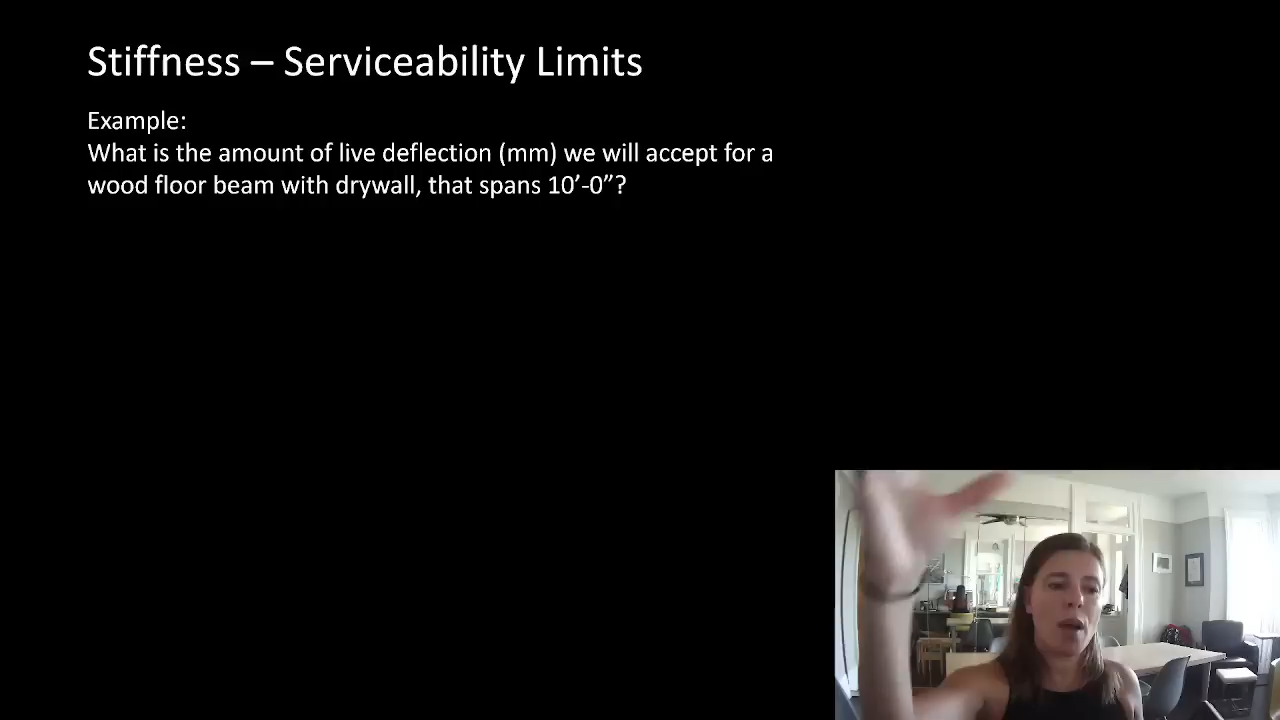 Stiffness – Serviceability Limits
Example:
What is the amount of live deflection (mm) we will accept for a
wood floor beam with drywall, that spans 10’-0”?